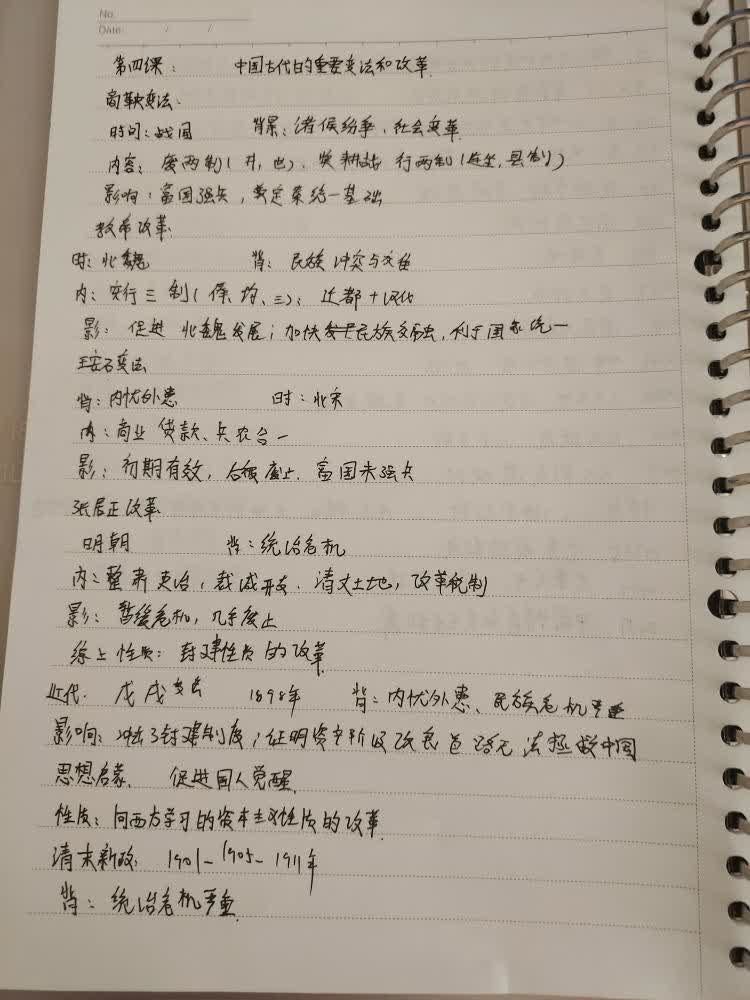 No.
Date / /
第四课： 中国古代的重要变法和改革
商鞅变法：
时间：战国 背景：诸侯纷争，社会变革
内容：废两制(井，世)、奖耕战 行两制(连坐，县制)
影响：富国强兵，奠定秦统一基础
孝布改革
时：北魏 背：民族冲突与交往
内：实行三制(俸，均，三)；迁都+汉化
影：促进北魏发展；加快民族交融，利于国家统一
王安石变法
背：内忧外患 时：北宋
内：商业贷款、兵农合一
影：初期有效，后被废止，富国未强兵
张居正改革
明朝 背：统治危机
内：整肃吏治，裁减开支，清丈土地，改革税制
影：暂缓危机，几乎废止
综上性质：封建性质的改革
近代：戊戌变法 1898年 背：内忧外患、民族危机严重
影响：冲击了封建制度；证明资产阶级改良道路无法拯救中国
思想启蒙，促进国人觉醒
性质：向西方学习的资本主义性质的改革
清末新政：1901-1905-1911年
背：统治危机严重